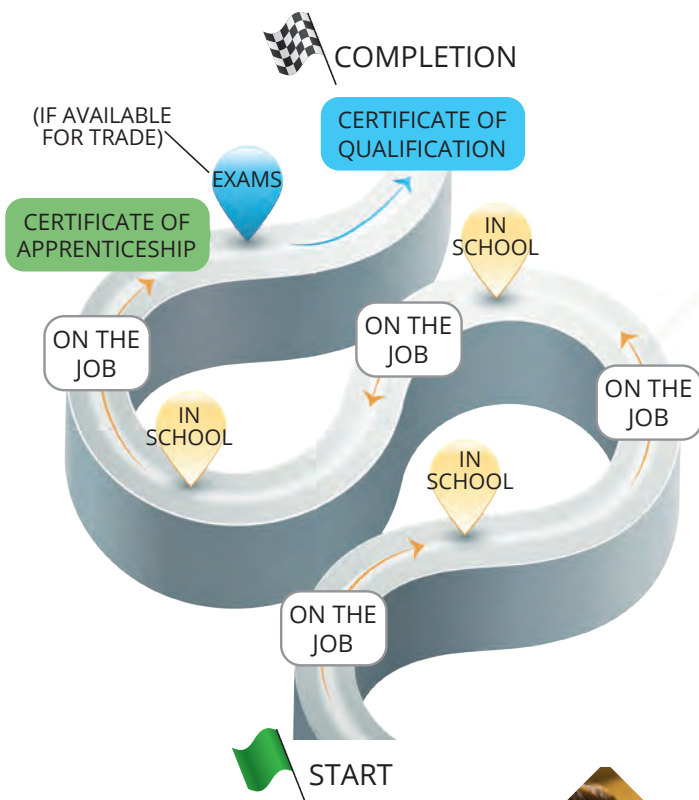 COMPLETION
(IF AVAILABLE
FOR TRADE)
CERTIFICATE OF
QUALIFICATION
EXAMS
CERTIFICATE OF
APPRENTICESHIP
IN
SCHOOL
ON THE
JOB
ON THE
JOB
ON THE
JOB
IN
SCHOOL
IN
SCHOOL
ON THE
JOB
START